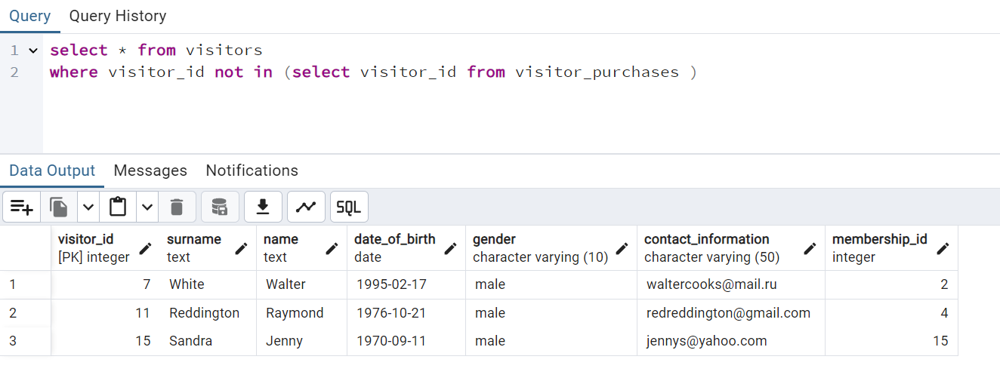 Query Query History
1 select * from visitors
2 where visitor_id not in (select visitor_id from visitor_purchases )
Data Output Messages Notifications
SQL
visitor_id surname name date_of_birth gender contact_information membership_id
[PK] integer text text date character varying (10) character varying (50) integer
1 7 White Walter 1995-02-17 male waltercooks@mail.ru 2
2 11 Reddington Raymond 1976-10-21 male redreddington@gmail.com 4
3 15 Sandra Jenny 1970-09-11 male jennys@yahoo.com 15